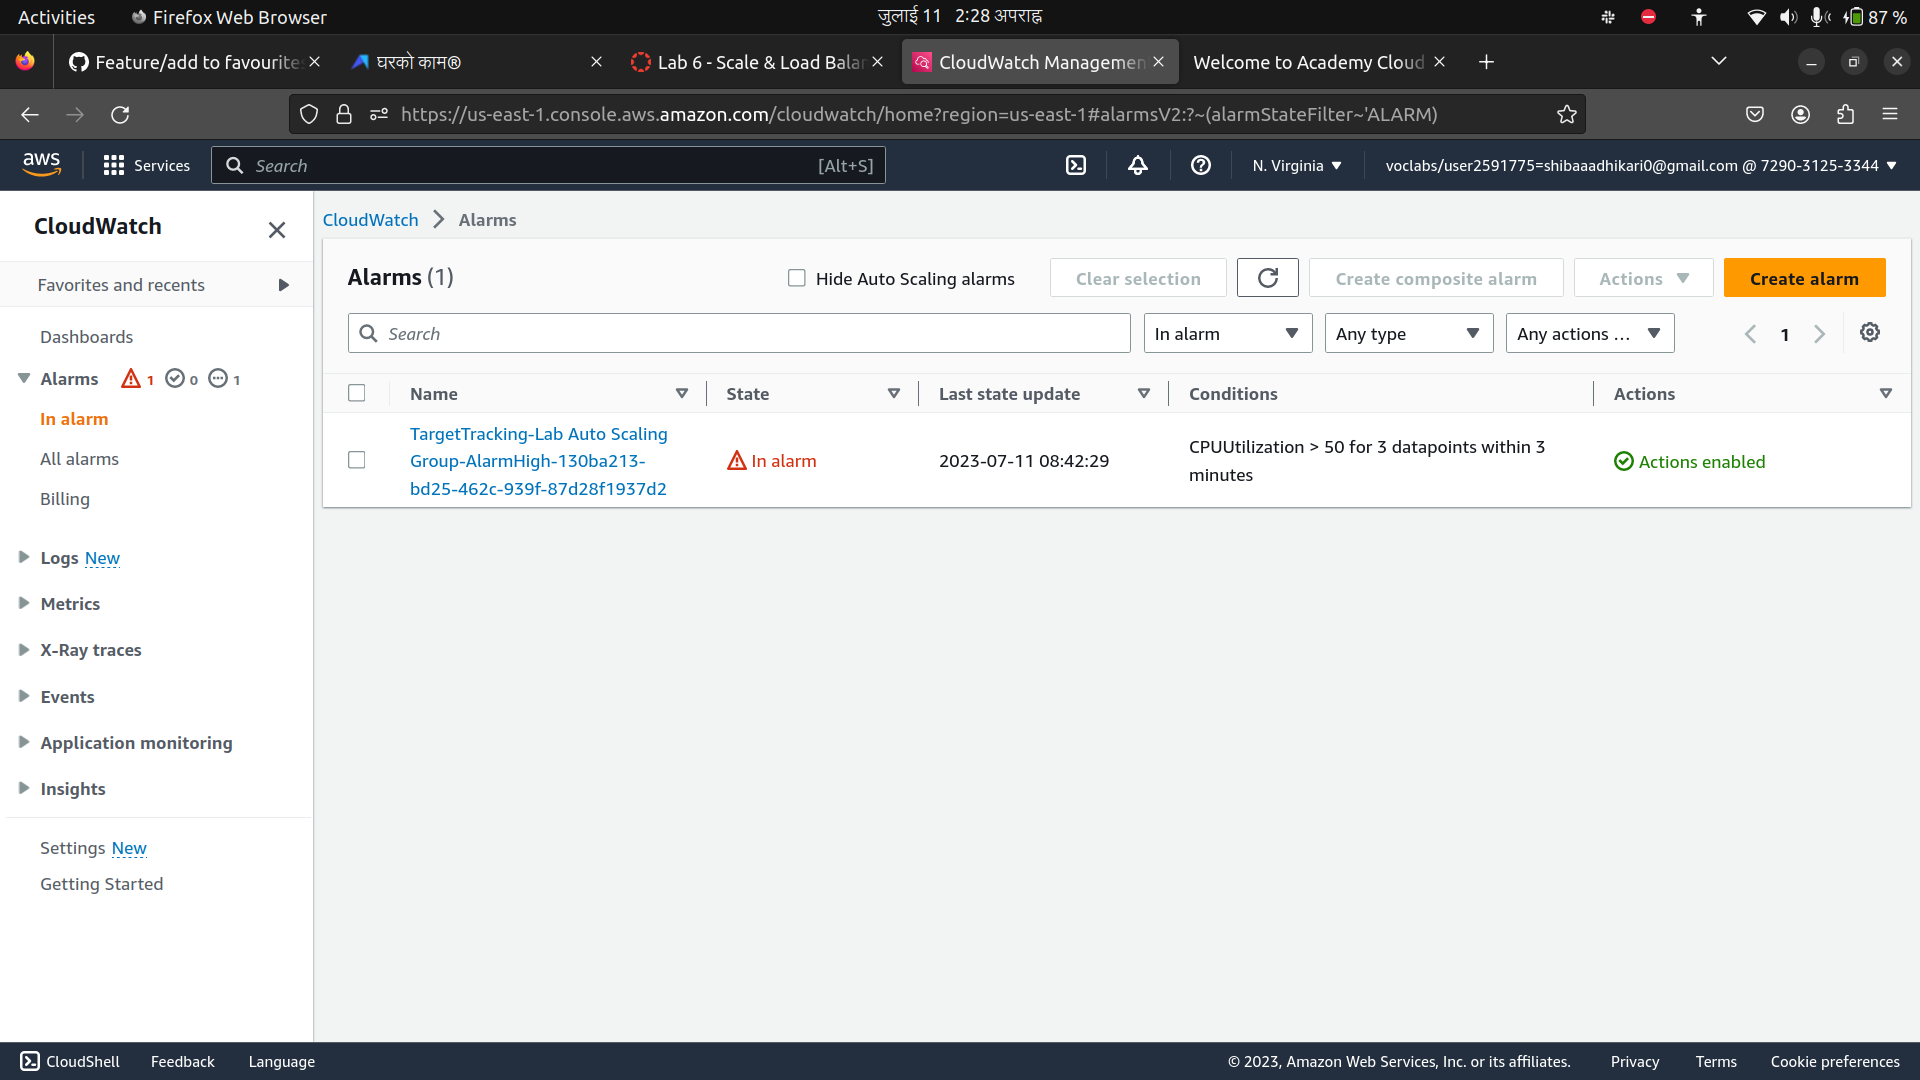 Activities
Firefox Web Browser
जुलाई 11 2:28 अपराह्न
87 %
Feature/add to favourite
घरको काम®
Lab 6 - Scale & Load Balan
CloudWatch Managemen
Welcome to Academy Cloud
https://us-east-1.console.aws.amazon.com/cloudwatch/home?region=us-east-1#alarmsV2:?~(alarmStateFilter~'ALARM)
aws
Services
Search
[Alt+S]
N. Virginia
voclabs/user2591775=shibaaadhikari0@gmail.com @ 7290-3125-3344
CloudWatch
Favorites and recents
Dashboards
Alarms 1 0 1
In alarm
All alarms
Billing
Logs New
Metrics
X-Ray traces
Events
Application monitoring
Insights
Settings New
Getting Started
CloudWatch > Alarms
Alarms (1)
Hide Auto Scaling alarms
Clear selection
Create composite alarm
Actions
Create alarm
Search
In alarm
Any type
Any actions ...
1
Name
State
Last state update
Conditions
Actions
TargetTracking-Lab Auto Scaling
Group-AlarmHigh-130ba213-
bd25-462c-939f-87d28f1937d2
In alarm
2023-07-11 08:42:29
CPUUtilization > 50 for 3 datapoints within 3
minutes
Actions enabled
CloudShell
Feedback
Language
© 2023, Amazon Web Services, Inc. or its affiliates.
Privacy
Terms
Cookie preferences